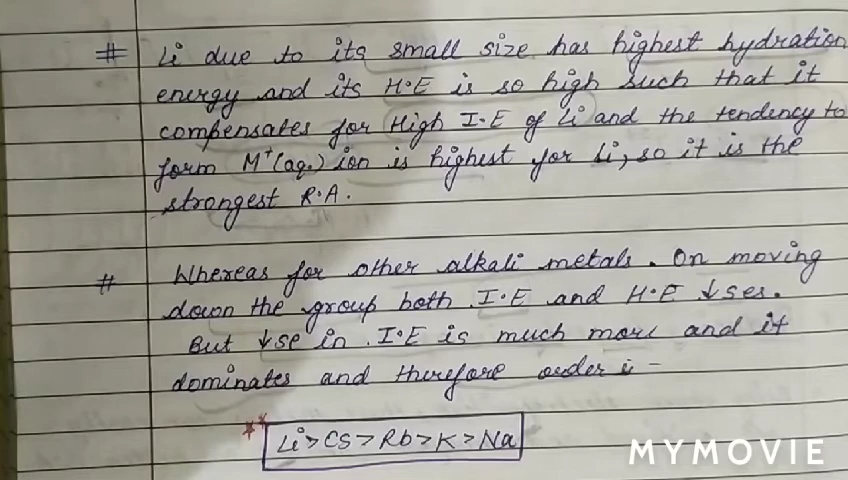 # Li due to its small size has highest hydration
energy and its H·E is so high such that it
compensates for High I·E of Li and the tendency to
form M⁺(aq.) ion is highest for Li, so it is the
strongest R·A.
# Whereas for other alkali metals. On moving
down the group both I·E and H·E ↓ses.
But ↓se in I·E is much more and it
dominates and therefore order is -
** Li > Cs > Rb > K > Na
MYMOVIE